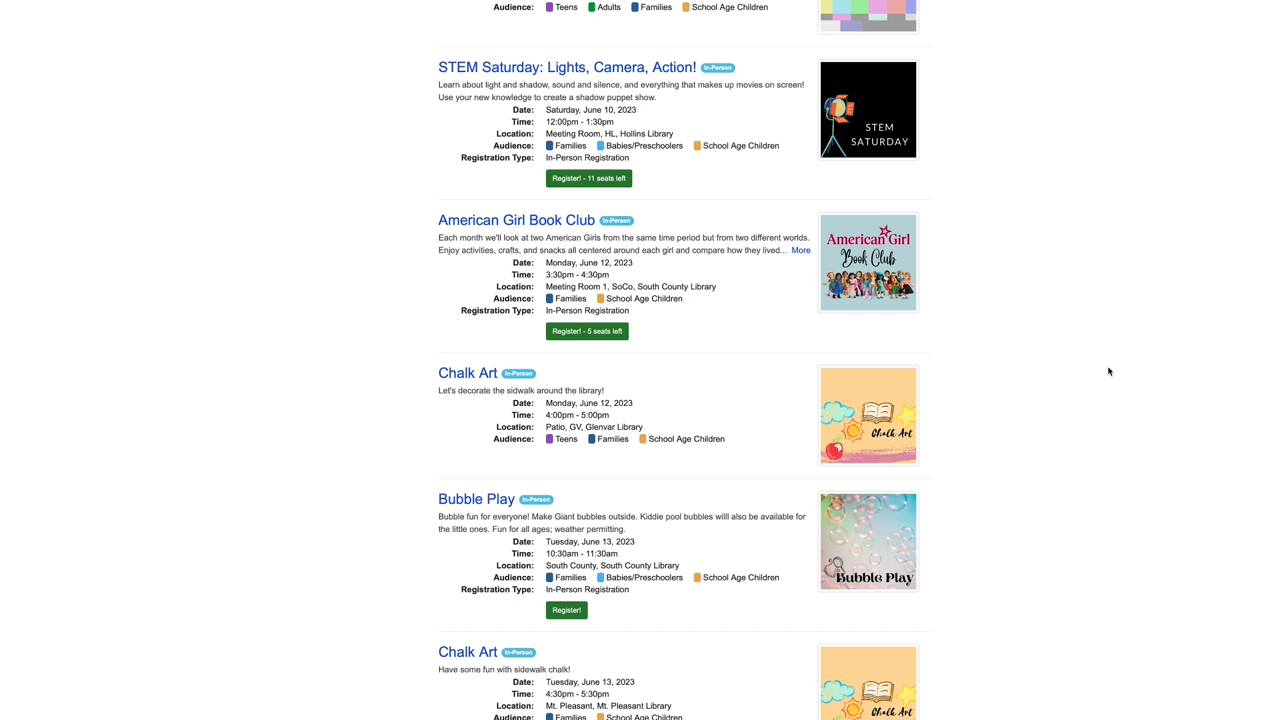 Audience: Teens Adults Families School Age Children
STEM Saturday: Lights, Camera, Action! In-Person
Learn about light and shadow, sound and silence, and everything that makes up movies on screen!
Use your new knowledge to create a shadow puppet show.
Date: Saturday, June 10, 2023
Time: 12:00pm - 1:30pm
Location: Meeting Room, HL, Hollins Library
Audience: Families Babies/Preschoolers School Age Children
Registration Type: In-Person Registration
Register! - 11 seats left
STEM
SATURDAY
American Girl Book Club In-Person
Each month we'll look at two American Girls from the same time period but from two different worlds.
Enjoy activities, crafts, and snacks all centered around each girl and compare how they lived... More
Date: Monday, June 12, 2023
Time: 3:30pm - 4:30pm
Location: Meeting Room 1, SoCo, South County Library
Audience: Families School Age Children
Registration Type: In-Person Registration
Register! - 5 seats left
American Girl
Book Club
Chalk Art In-Person
Let's decorate the sidwalk around the library!
Date: Monday, June 12, 2023
Time: 4:00pm - 5:00pm
Location: Patio, GV, Glenvar Library
Audience: Teens Families School Age Children
Chalk Art
Bubble Play In-Person
Bubble fun for everyone! Make Giant bubbles outside. Kiddie pool bubbles willl also be available for
the little ones. Fun for all ages; weather permitting.
Date: Tuesday, June 13, 2023
Time: 10:30am - 11:30am
Location: South County, South County Library
Audience: Families Babies/Preschoolers School Age Children
Registration Type: In-Person Registration
Register!
Bubble Play
Chalk Art In-Person
Have some fun with sidewalk chalk!
Date: Tuesday, June 13, 2023
Time: 4:30pm - 5:30pm
Location: Mt. Pleasant, Mt. Pleasant Library
Audience: Families School Age Children
Chalk Art